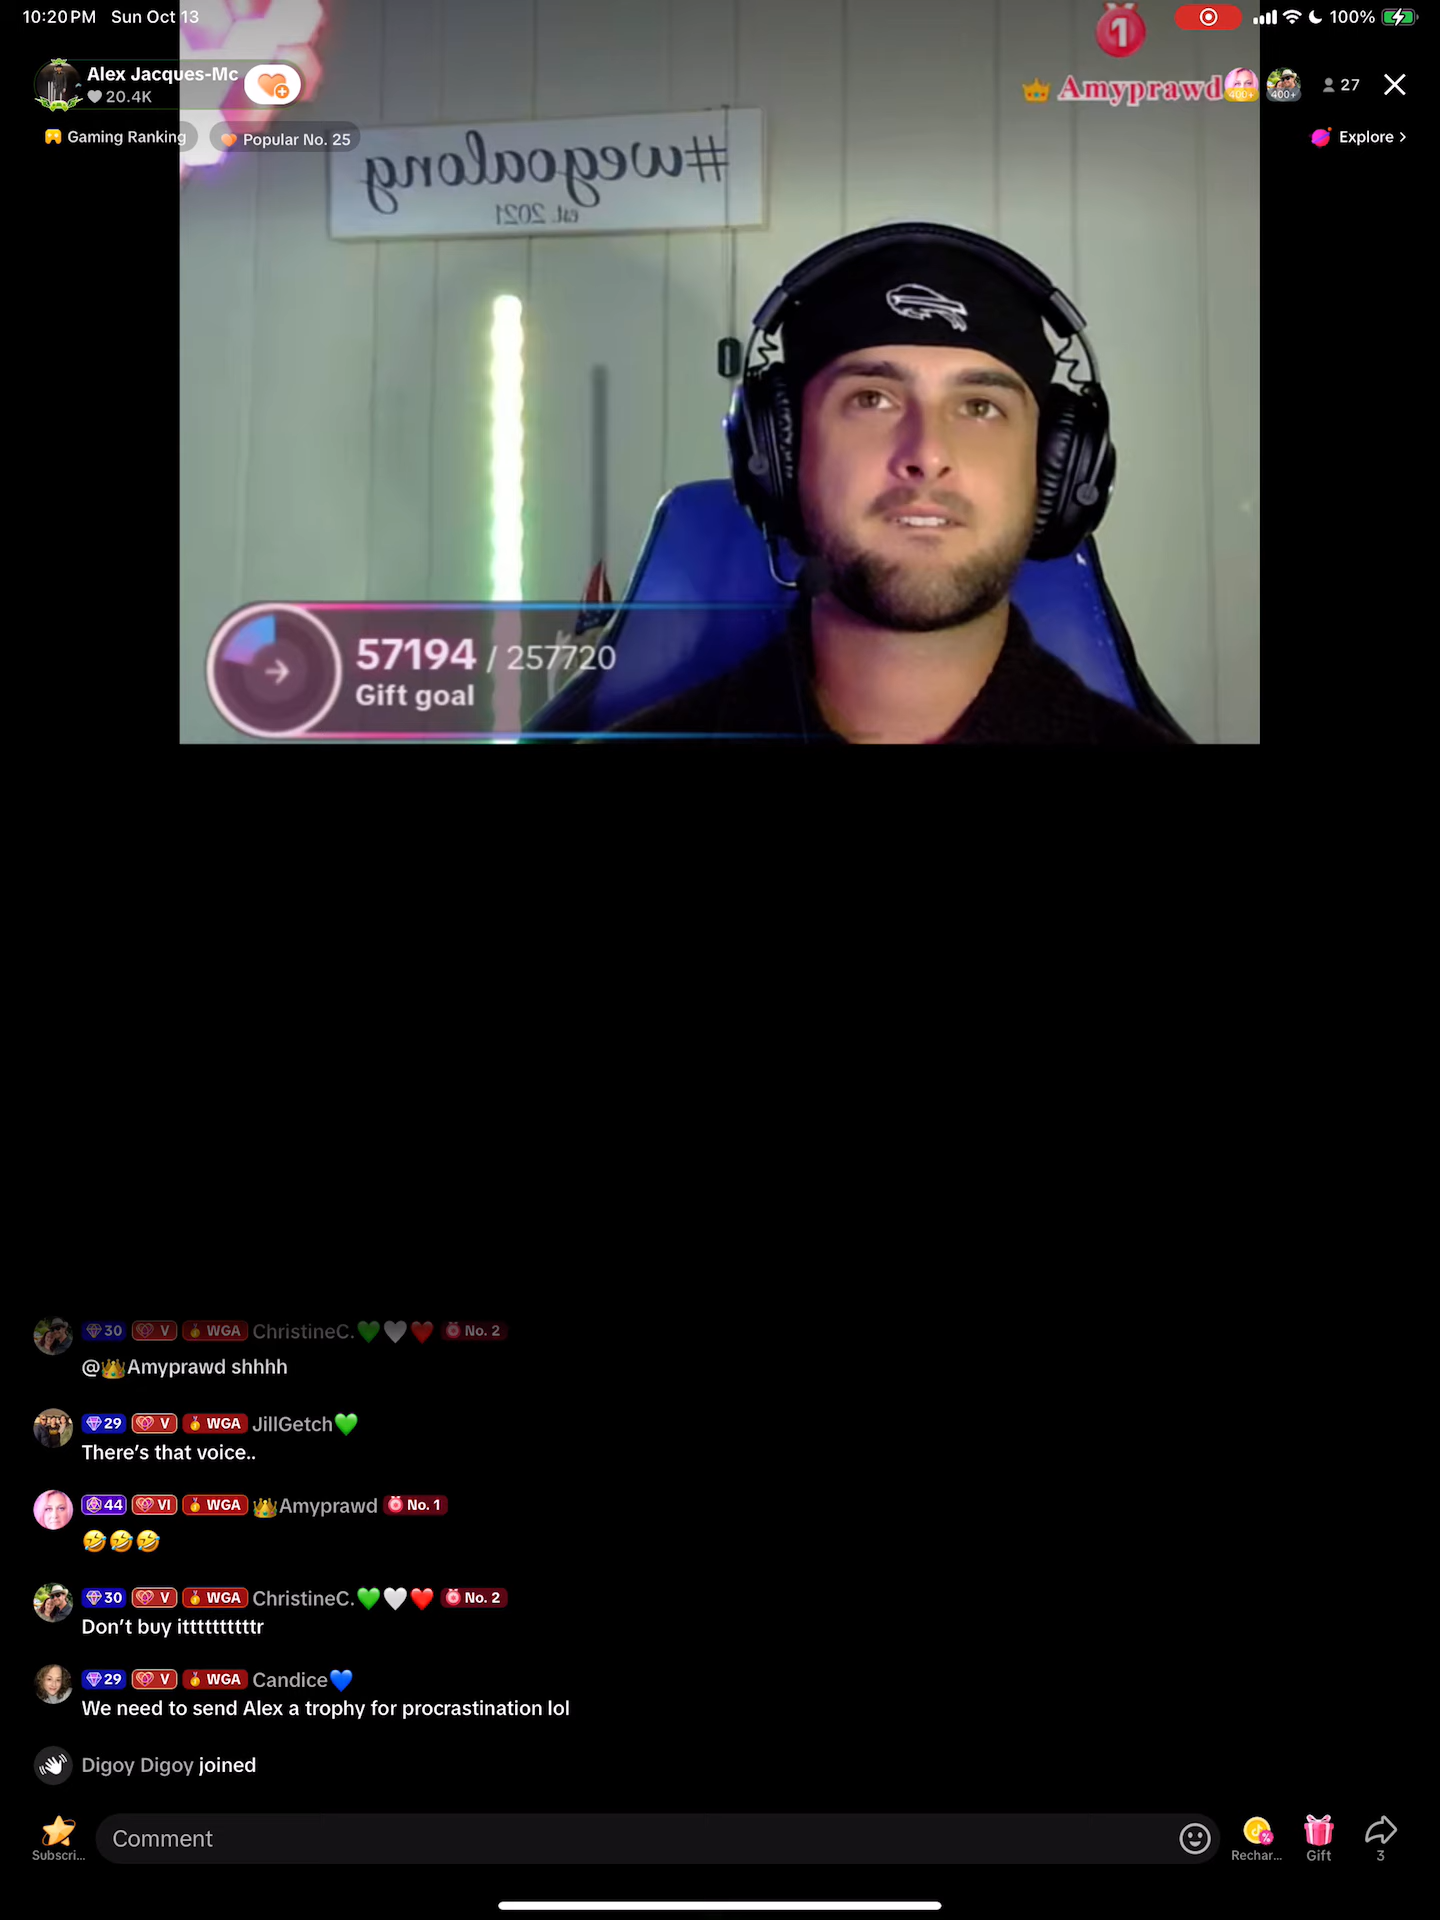 10:20 PM Sun Oct 13
100%
1
Alex Jacques-Mc
20.4K
Amyprawd
400+
400+
27
Gaming Ranking
Popular No. 25
Explore >
#wegoalong
est. 2021
57194 / 257720
Gift goal
30 V WGA ChristineC.💚🤍❤️ No. 2
@👑Amyprawd shhhh
29 V WGA JillGetch💚
There's that voice..
44 VI WGA 👑Amyprawd No. 1
🤣🤣🤣
30 V WGA ChristineC.💚🤍❤️ No. 2
Don't buy ittttttttttr
29 V WGA Candice💙
We need to send Alex a trophy for procrastination lol
Digoy Digoy joined
Comment
Subscri...
Rechar...
Gift
3